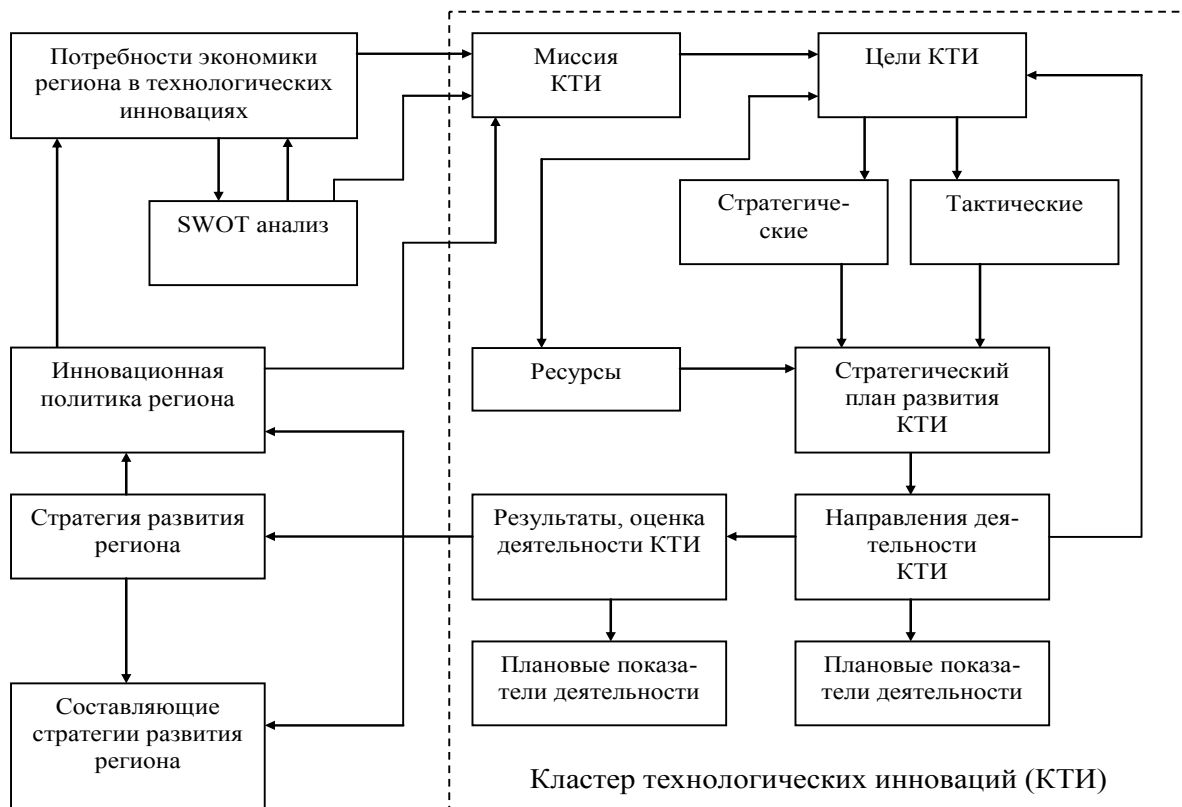 Потребности экономики
региона в технологических
инновациях
Миссия
КТИ
Цели КТИ
SWOT анализ
Стратегиче-
ские
Тактические
Инновационная
политика региона
Ресурсы
Стратегический
план развития
КТИ
Стратегия развития
региона
Результаты, оценка
деятельности КТИ
Направления дея-
тельности
КТИ
Плановые показа-
тели деятельности
Плановые показа-
тели деятельности
Составляющие
стратегии развития
региона
Кластер технологических инноваций (КТИ)